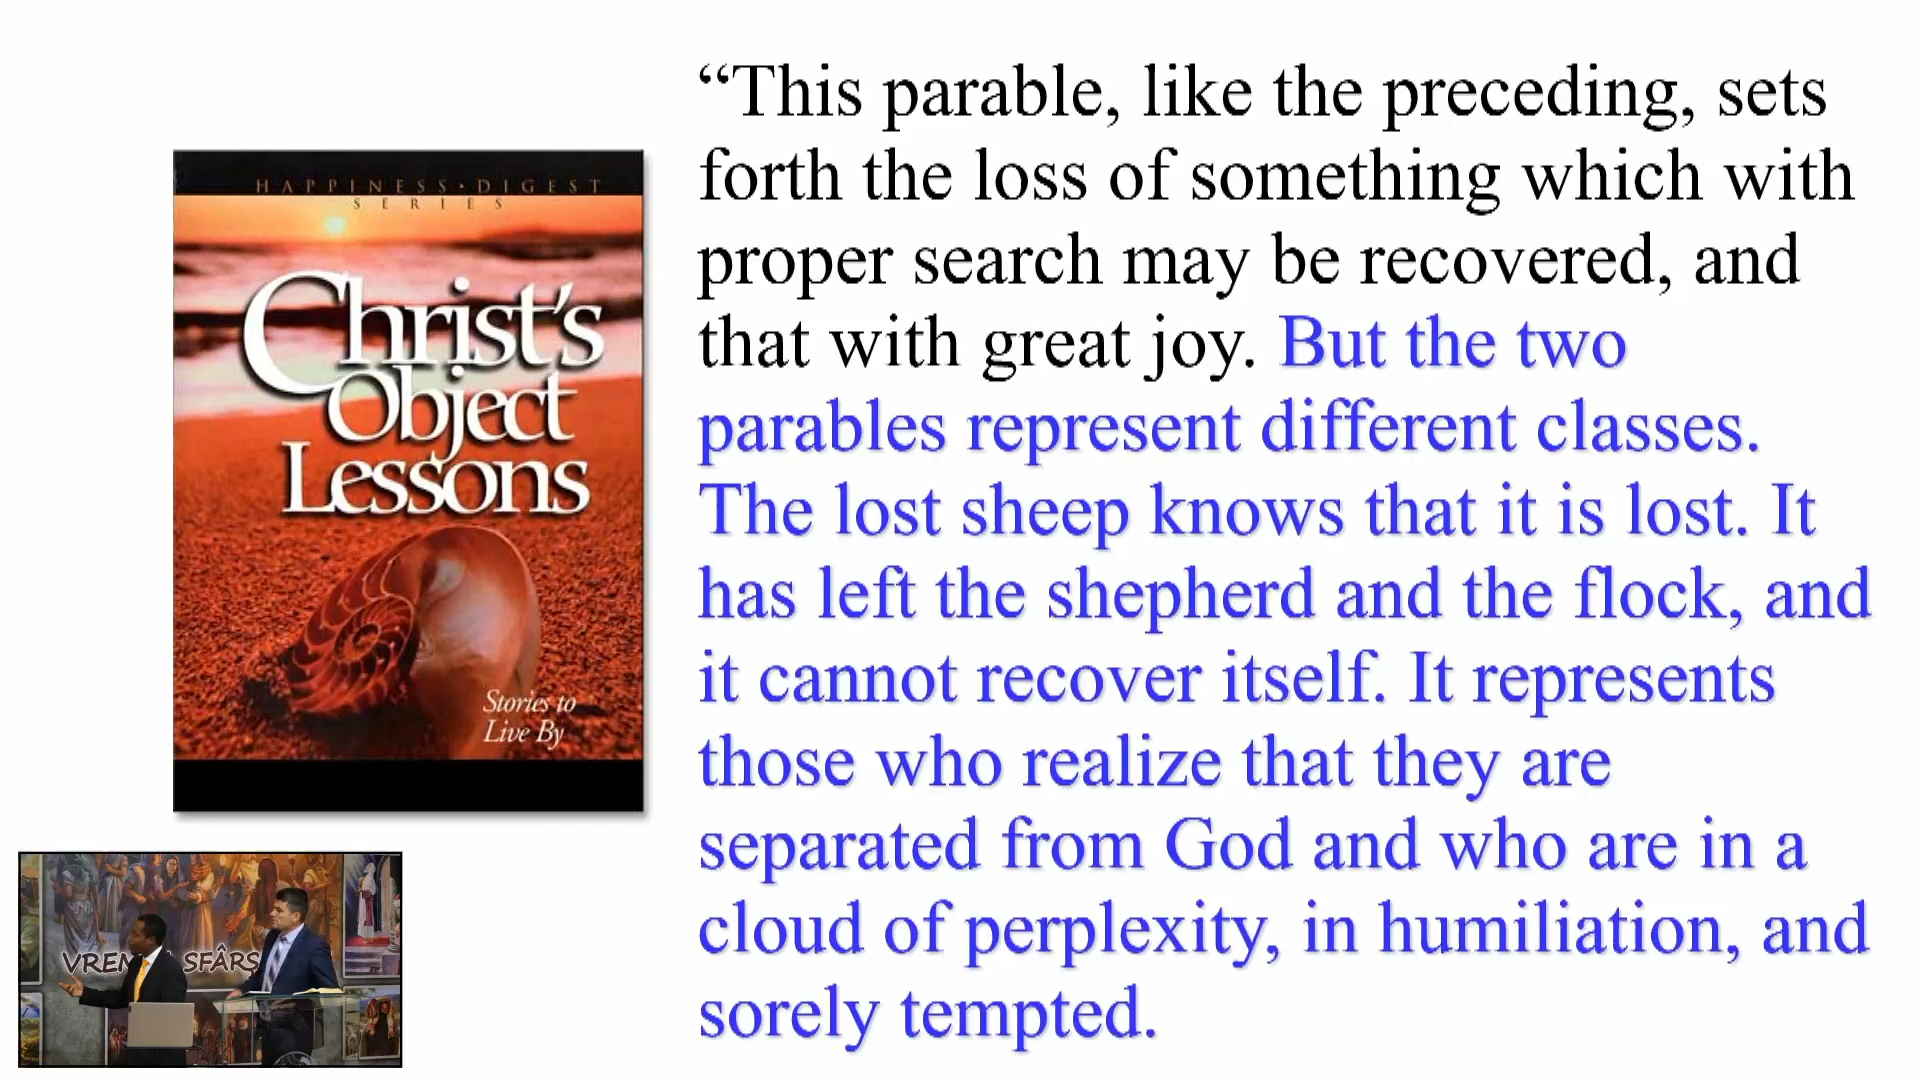 “This parable, like the preceding, sets
forth the loss of something which with
proper search may be recovered, and
that with great joy. But the two
parables represent different classes.
The lost sheep knows that it is lost. It
has left the shepherd and the flock, and
it cannot recover itself. It represents
those who realize that they are
separated from God and who are in a
cloud of perplexity, in humiliation, and
sorely tempted.
HAPPINESS·DIGEST
SERIES
Christ's
Object
Lessons
Stories to
Live By